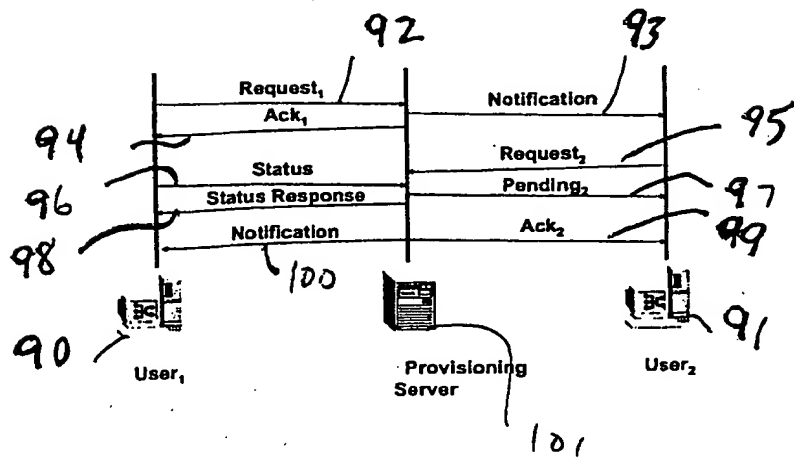 92
93
Request₁
Notification
Ack₁
94
95
Request₂
Status
Pending₂
96
97
Status Response
98
Notification
Ack₂
99
100
90
91
User₁
Provisioning
Server
User₂
101